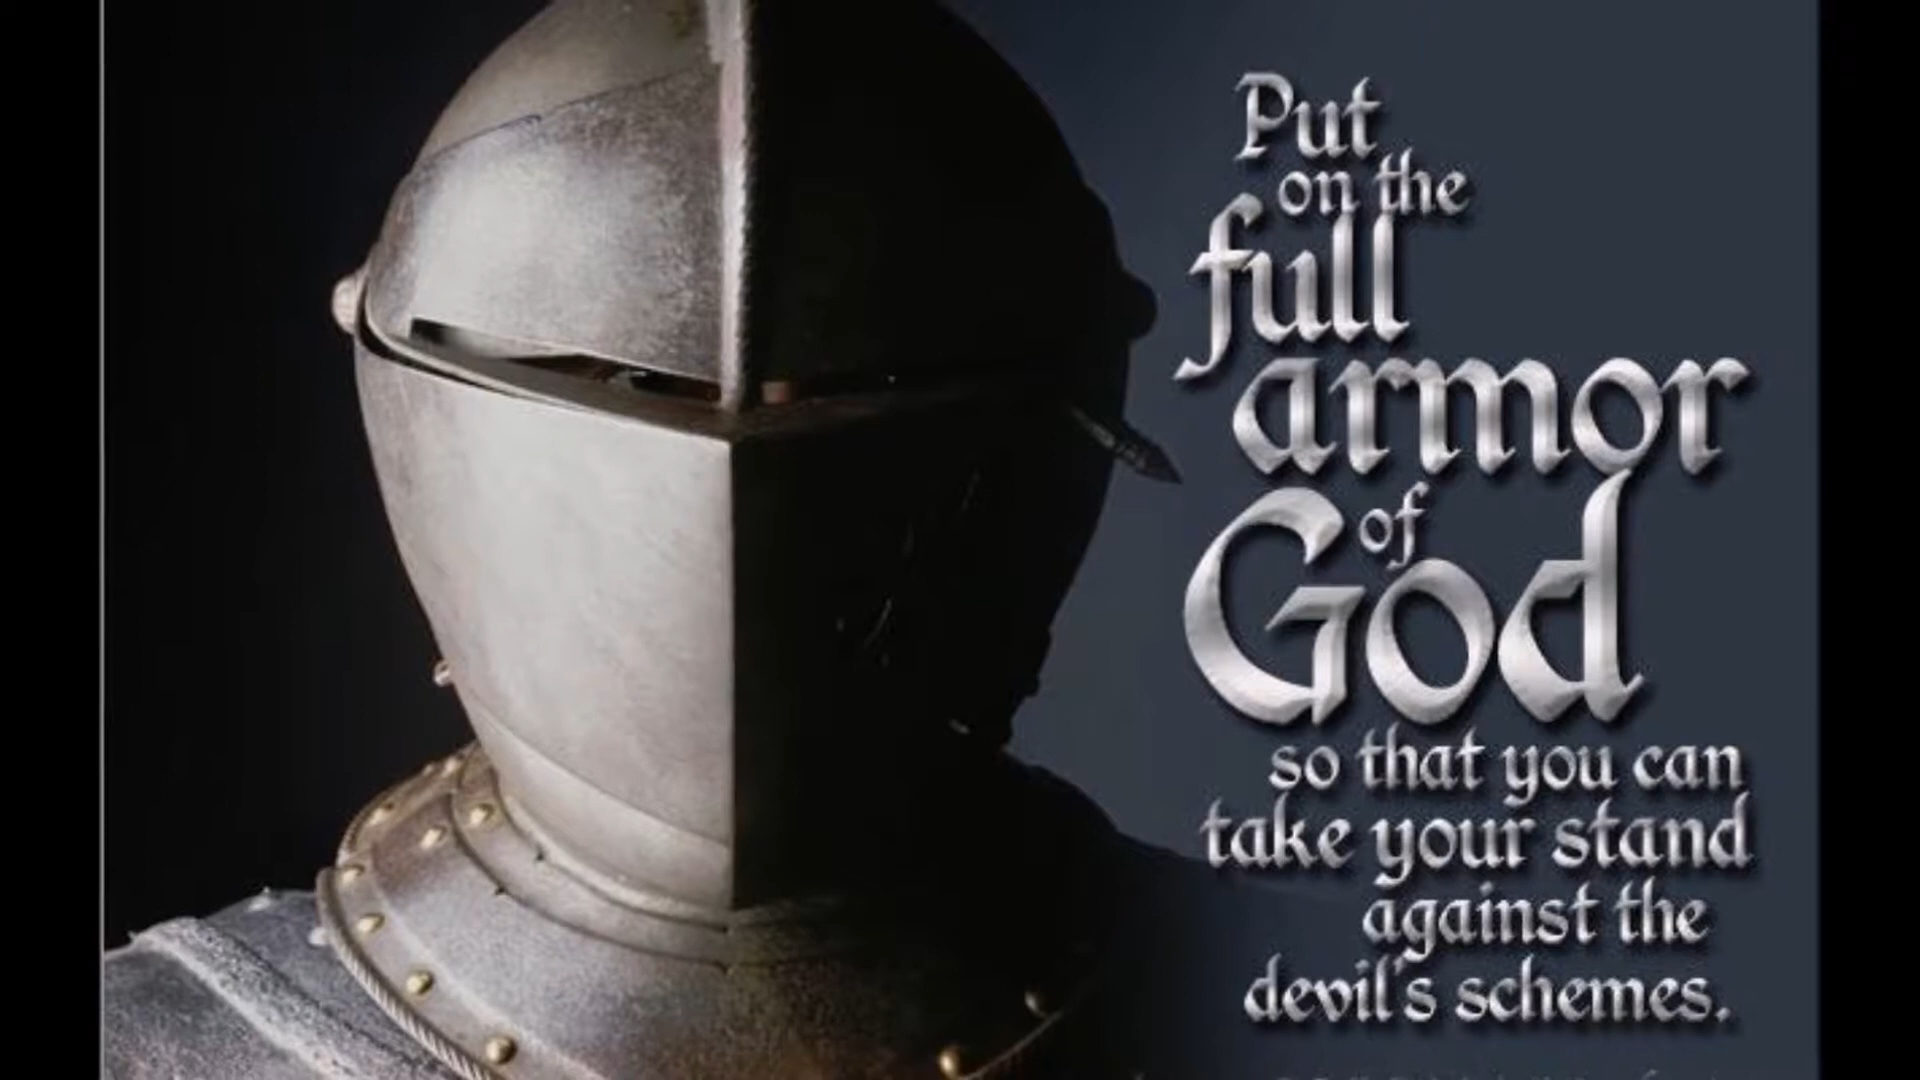 Put
on the
full
armor
of
God
so that you can
take your stand
against the
devil's schemes.